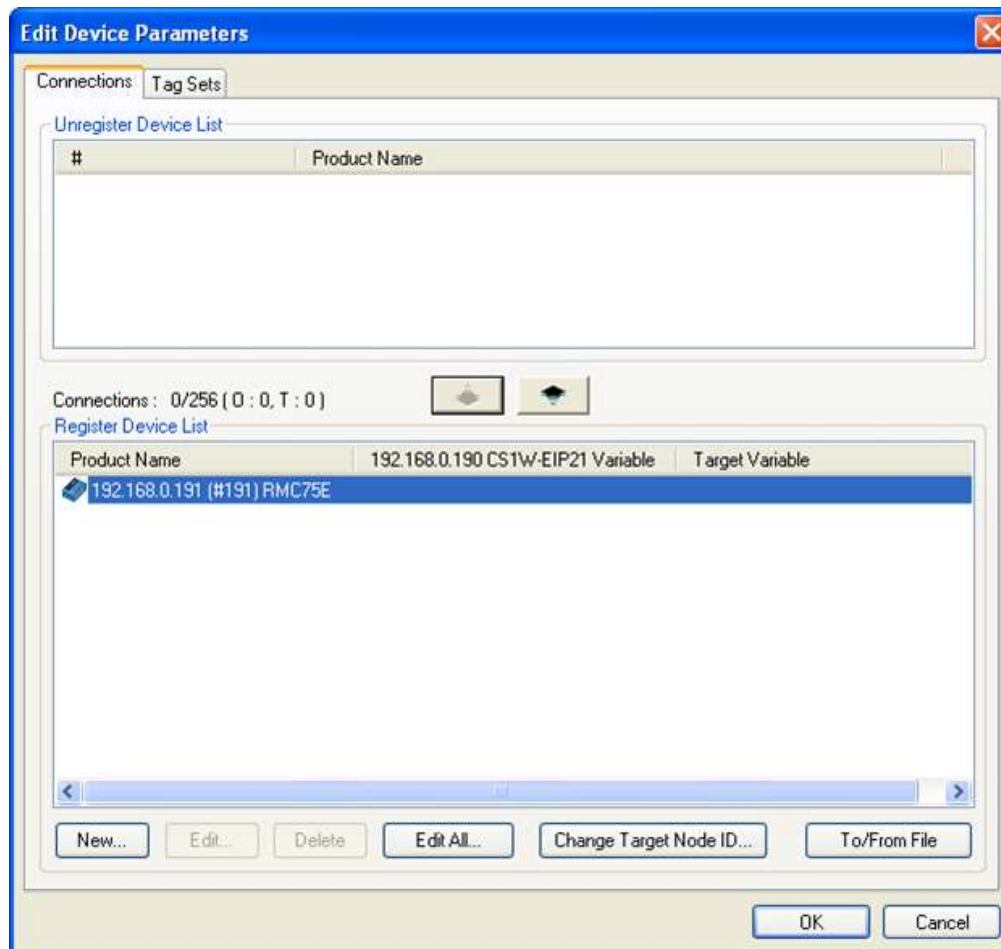 Edit Device Parameters
Connections Tag Sets
Unregister Device List
# Product Name
Connections : 0/256 ( O : 0, T : 0 )
Register Device List
Product Name 192.168.0.190 CS1W-EIP21 Variable Target Variable
192.168.0.191 (#191) RMC75E
New... Edit... Delete Edit All... Change Target Node ID... To/From File
OK Cancel